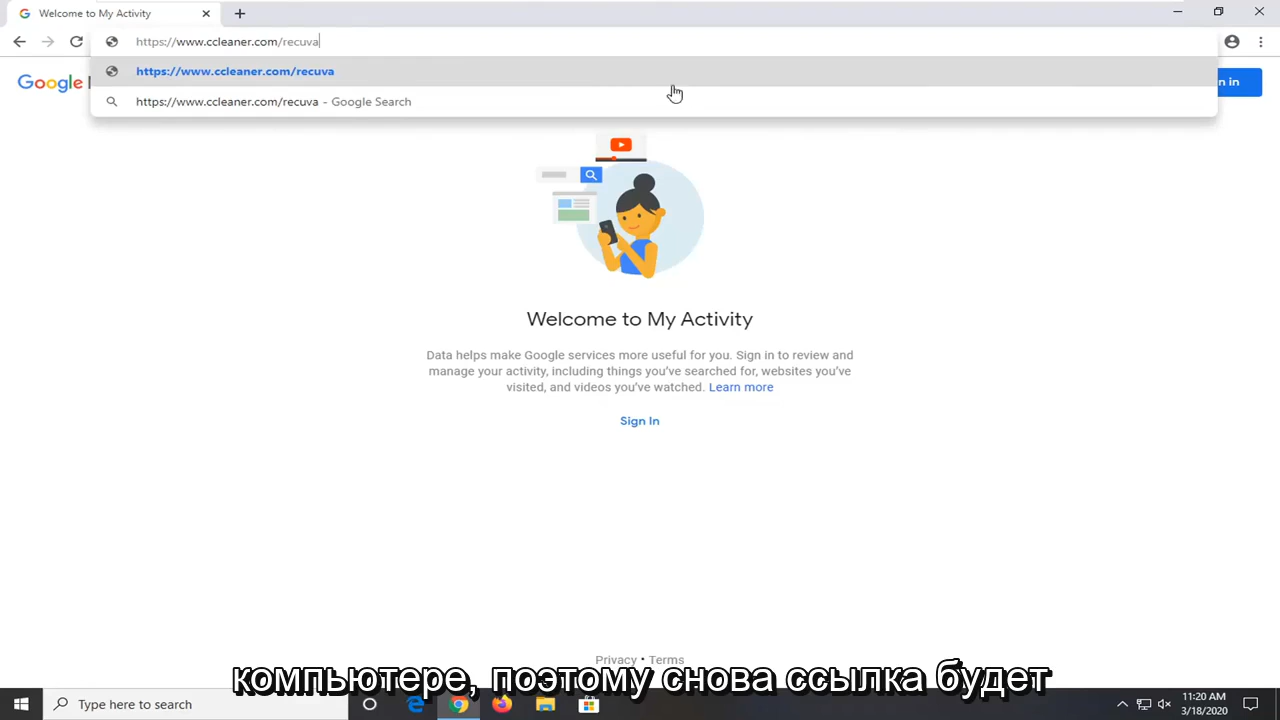 Welcome to My Activity
https://www.ccleaner.com/recuva
https://www.ccleaner.com/recuva
https://www.ccleaner.com/recuva - Google Search
Google
n in
Welcome to My Activity
Data helps make Google services more useful for you. Sign in to review and
manage your activity, including things you've searched for, websites you've
visited, and videos you've watched. Learn more
Sign In
Privacy • Terms
компьютере, поэтому снова ссылка будет
Type here to search
11:20 AM
3/18/2020